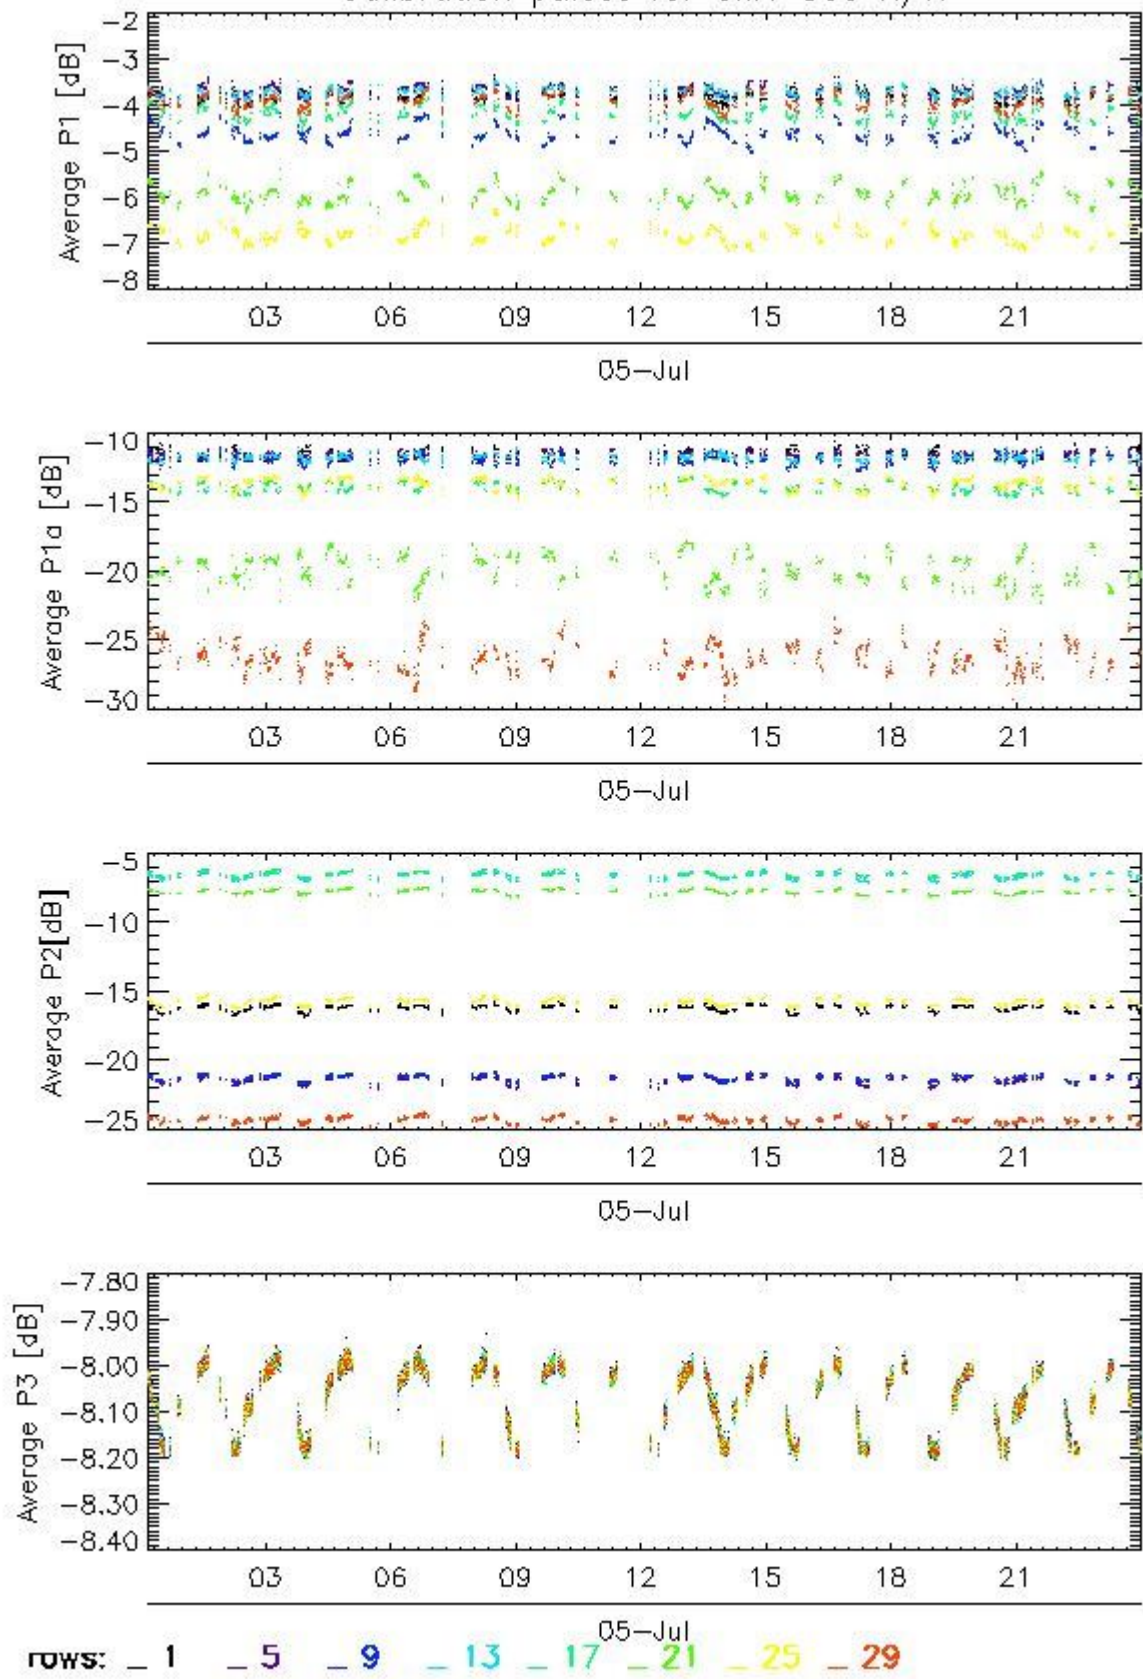 -2
-3
-4
-5
-6
-7
-8
Average P1 [dB]
03 06 09 12 15 18 21
05-Jul
-10
-15
-20
-25
-30
Average P1a [dB]
03 06 09 12 15 18 21
05-Jul
-5
-10
-15
-20
-25
Average P2[dB]
03 06 09 12 15 18 21
05-Jul
-7.80
-7.90
-8.00
-8.10
-8.20
-8.30
-8.40
Average P3 [dB]
03 06 09 12 15 18 21
05-Jul
rows: _ 1 _ 5 _ 9 _ 13 _ 17 _ 21 _ 25 _ 29